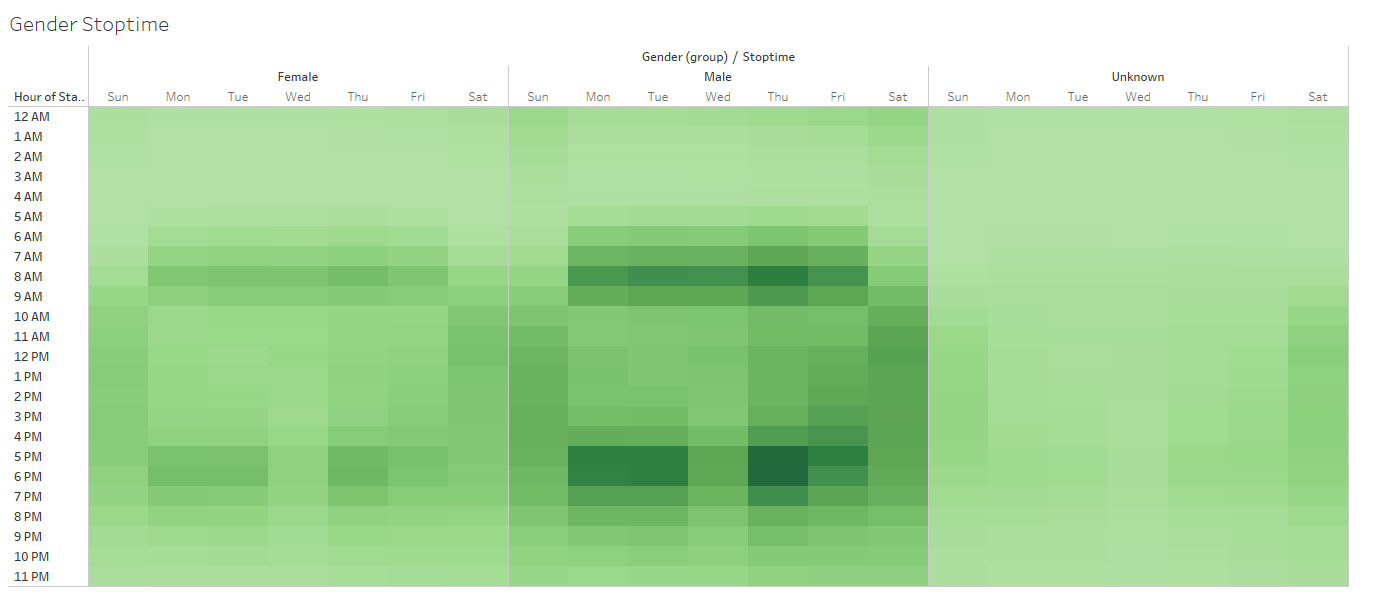 Gender Stoptime
Gender (group) / Stoptime
Female Male Unknown
Hour of Sta.. Sun Mon Tue Wed Thu Fri Sat Sun Mon Tue Wed Thu Fri Sat Sun Mon Tue Wed Thu Fri Sat
12 AM
1 AM
2 AM
3 AM
4 AM
5 AM
6 AM
7 AM
8 AM
9 AM
10 AM
11 AM
12 PM
1 PM
2 PM
3 PM
4 PM
5 PM
6 PM
7 PM
8 PM
9 PM
10 PM
11 PM